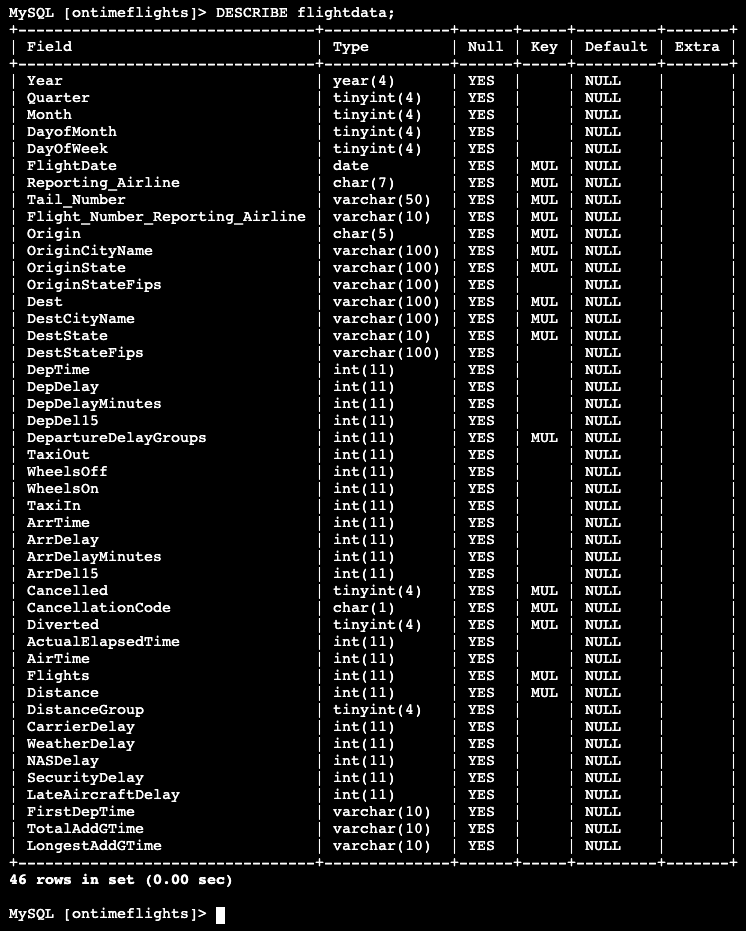 MySQL [ontimeflights]> DESCRIBE flightdata;
+---------------------------------+--------------+------+-----+---------+-------+
| Field                           | Type         | Null | Key | Default | Extra |
+---------------------------------+--------------+------+-----+---------+-------+
| Year                            | year(4)      | YES  |     | NULL    |       |
| Quarter                         | tinyint(4)   | YES  |     | NULL    |       |
| Month                           | tinyint(4)   | YES  |     | NULL    |       |
| DayofMonth                      | tinyint(4)   | YES  |     | NULL    |       |
| DayOfWeek                       | tinyint(4)   | YES  |     | NULL    |       |
| FlightDate                      | date         | YES  | MUL | NULL    |       |
| Reporting_Airline               | char(7)      | YES  | MUL | NULL    |       |
| Tail_Number                     | varchar(50)  | YES  | MUL | NULL    |       |
| Flight_Number_Reporting_Airline | varchar(10)  | YES  | MUL | NULL    |       |
| Origin                          | char(5)      | YES  | MUL | NULL    |       |
| OriginCityName                  | varchar(100) | YES  | MUL | NULL    |       |
| OriginState                     | varchar(100) | YES  | MUL | NULL    |       |
| OriginStateFips                 | varchar(100) | YES  |     | NULL    |       |
| Dest                            | varchar(100) | YES  | MUL | NULL    |       |
| DestCityName                    | varchar(100) | YES  | MUL | NULL    |       |
| DestState                       | varchar(10)  | YES  | MUL | NULL    |       |
| DestStateFips                   | varchar(100) | YES  |     | NULL    |       |
| DepTime                         | int(11)      | YES  |     | NULL    |       |
| DepDelay                        | int(11)      | YES  |     | NULL    |       |
| DepDelayMinutes                 | int(11)      | YES  |     | NULL    |       |
| DepDel15                        | int(11)      | YES  |     | NULL    |       |
| DepartureDelayGroups            | int(11)      | YES  | MUL | NULL    |       |
| TaxiOut                         | int(11)      | YES  |     | NULL    |       |
| WheelsOff                       | int(11)      | YES  |     | NULL    |       |
| WheelsOn                        | int(11)      | YES  |     | NULL    |       |
| TaxiIn                          | int(11)      | YES  |     | NULL    |       |
| ArrTime                         | int(11)      | YES  |     | NULL    |       |
| ArrDelay                        | int(11)      | YES  |     | NULL    |       |
| ArrDelayMinutes                 | int(11)      | YES  |     | NULL    |       |
| ArrDel15                        | int(11)      | YES  |     | NULL    |       |
| Cancelled                       | tinyint(4)   | YES  | MUL | NULL    |       |
| CancellationCode                | char(1)      | YES  | MUL | NULL    |       |
| Diverted                        | tinyint(4)   | YES  | MUL | NULL    |       |
| ActualElapsedTime               | int(11)      | YES  |     | NULL    |       |
| AirTime                         | int(11)      | YES  |     | NULL    |       |
| Flights                         | int(11)      | YES  | MUL | NULL    |       |
| Distance                        | int(11)      | YES  | MUL | NULL    |       |
| DistanceGroup                   | tinyint(4)   | YES  |     | NULL    |       |
| CarrierDelay                    | int(11)      | YES  |     | NULL    |       |
| WeatherDelay                    | int(11)      | YES  |     | NULL    |       |
| NASDelay                        | int(11)      | YES  |     | NULL    |       |
| SecurityDelay                   | int(11)      | YES  |     | NULL    |       |
| LateAircraftDelay               | int(11)      | YES  |     | NULL    |       |
| FirstDepTime                    | varchar(10)  | YES  |     | NULL    |       |
| TotalAddGTime                   | varchar(10)  | YES  |     | NULL    |       |
| LongestAddGTime                 | varchar(10)  | YES  |     | NULL    |       |
+---------------------------------+--------------+------+-----+---------+-------+
46 rows in set (0.00 sec)
MySQL [ontimeflights]>